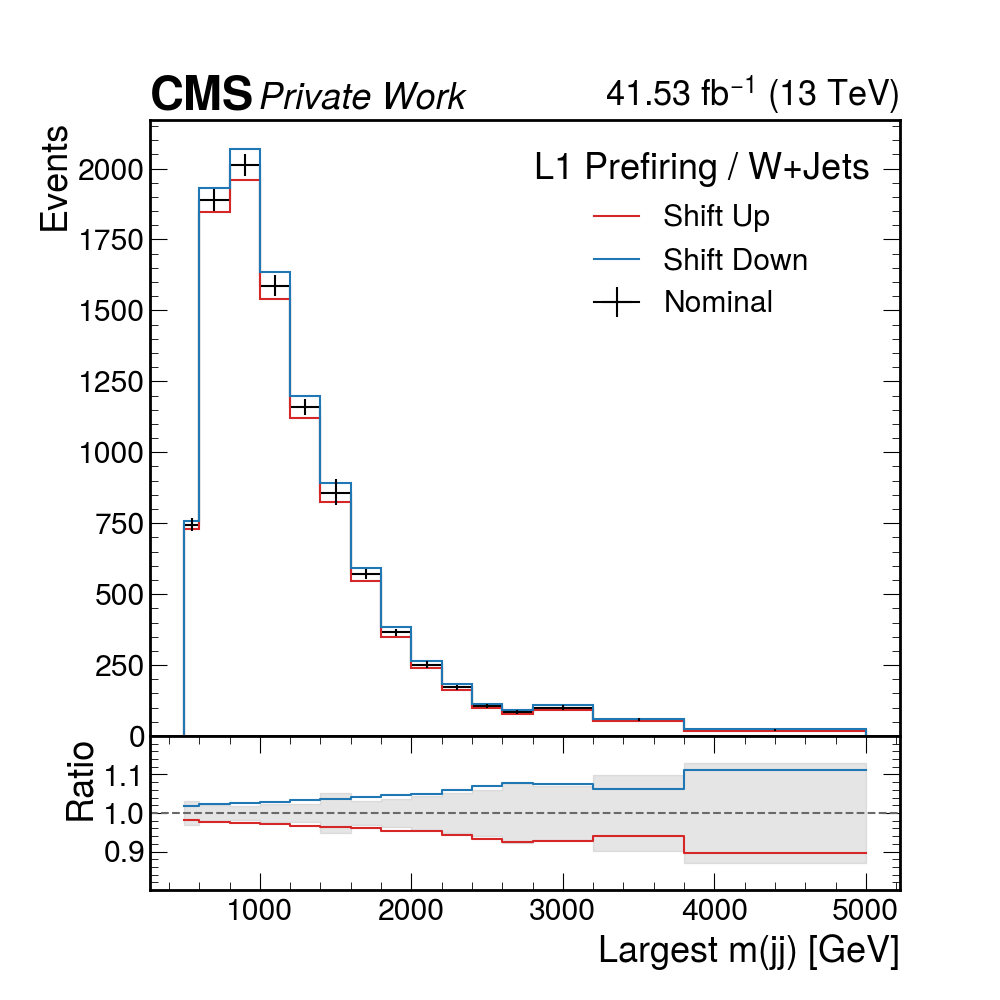 CMS Private Work
41.53 fb⁻¹ (13 TeV)
Events
2000
1750
1500
1250
1000
750
500
250
0
L1 Prefiring / W+Jets
Shift Up
Shift Down
Nominal
Ratio
1.1
1.0
0.9
1000 2000 3000 4000 5000
Largest m(jj) [GeV]